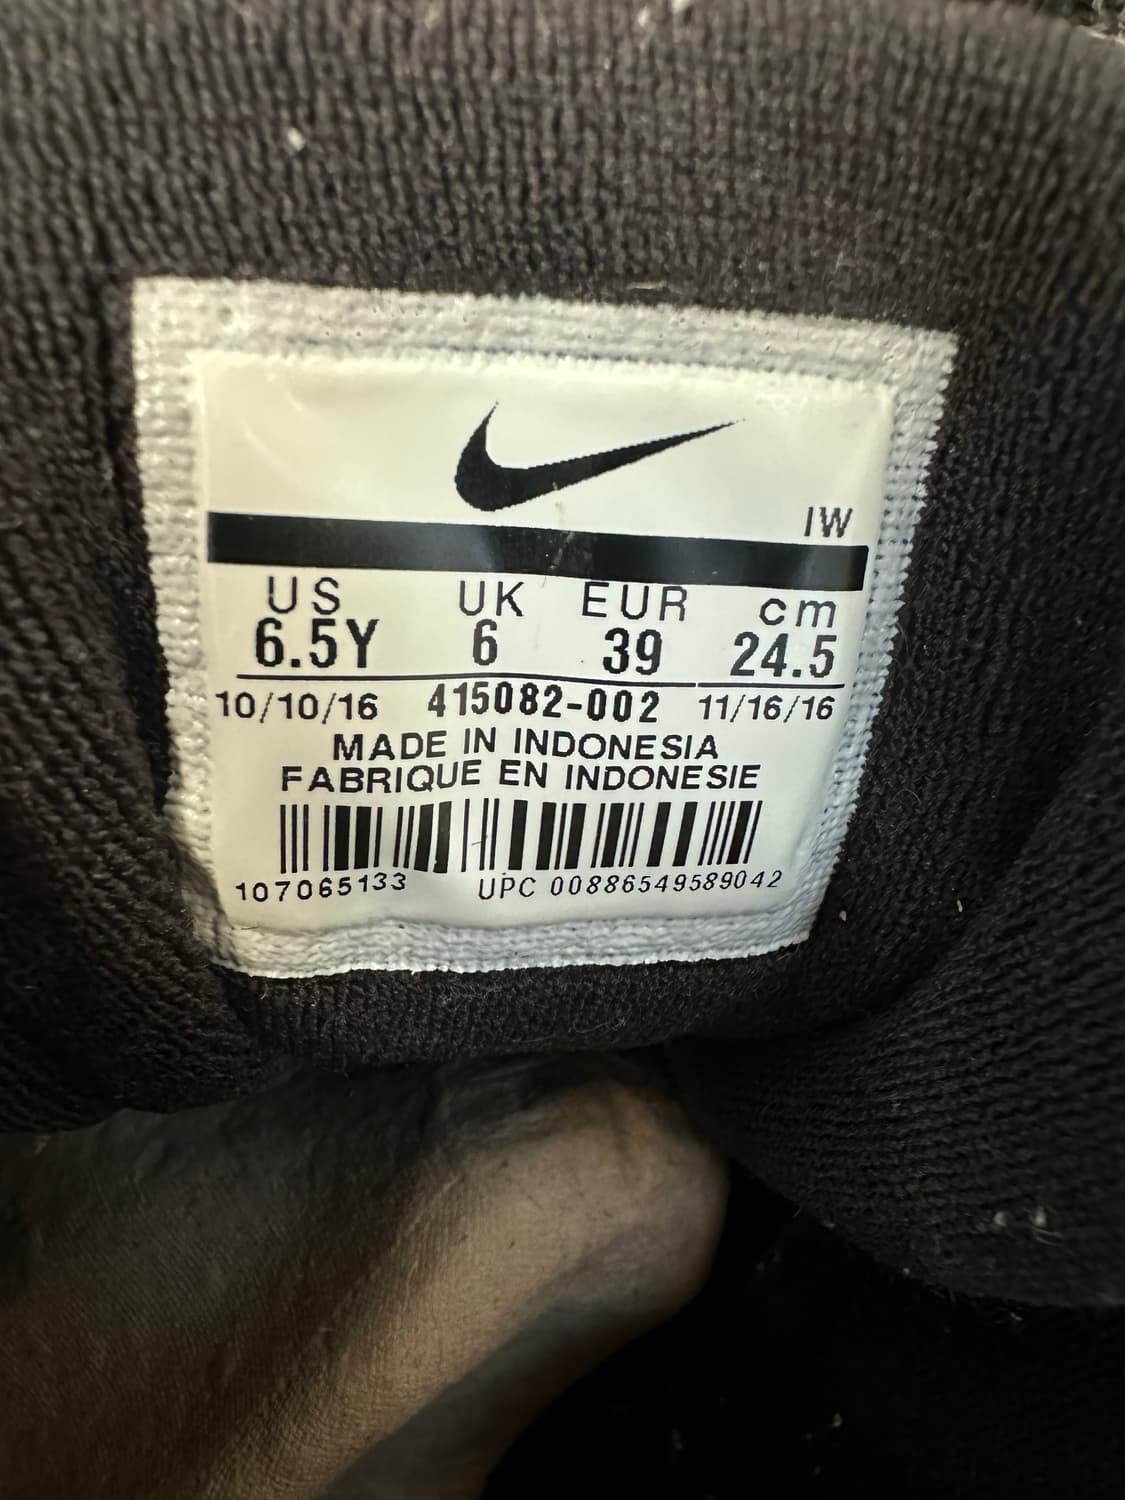 IW
US UK EUR cm
6.5Y 6 39 24.5
10/10/16 415082-002 11/16/16
MADE IN INDONESIA
FABRIQUE EN INDONESIE
107065133 UPC 00886549589042